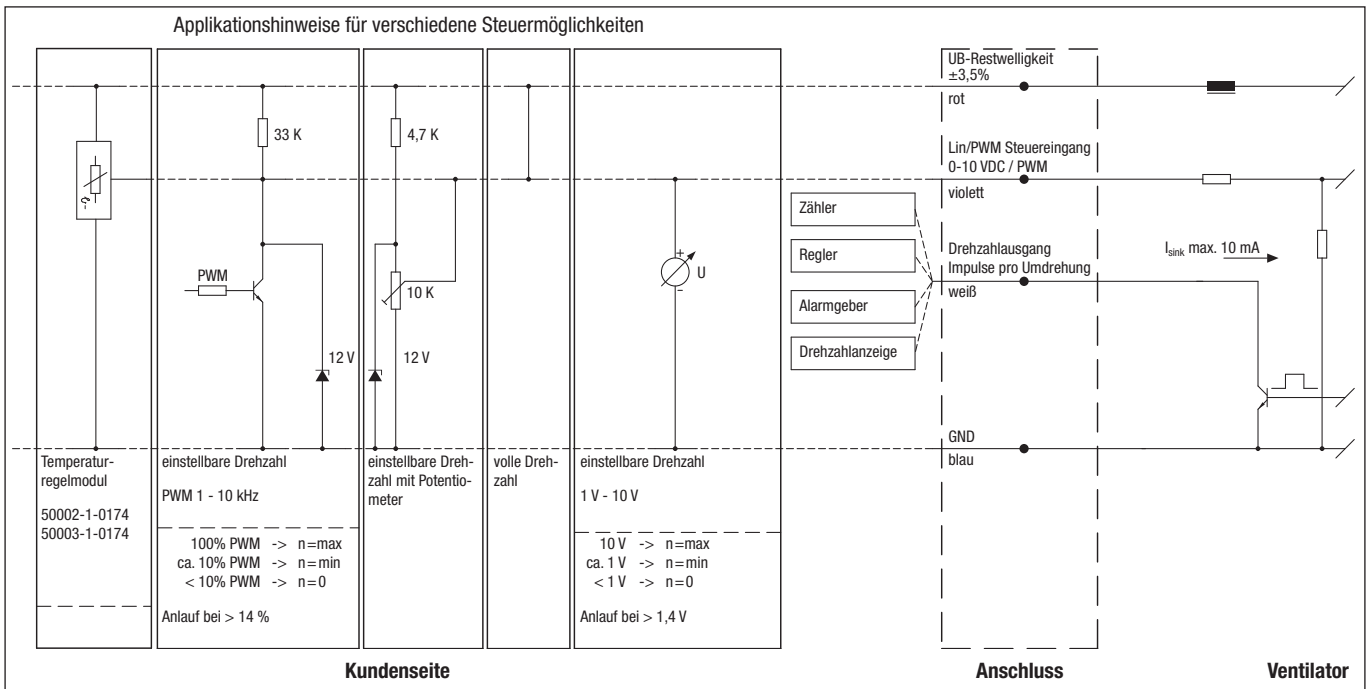 Applikationshinweise für verschiedene Steuermöglichkeiten
33 K
PWM
12 V
4,7 K
10 K
12 V
+
U
–
Temperatur-
regelmodul
50002-1-0174
50003-1-0174
einstellbare Drehzahl
PWM 1 - 10 kHz
100% PWM -> n=max
ca. 10% PWM -> n=min
< 10% PWM -> n=0
Anlauf bei > 14 %
einstellbare Dreh-
zahl mit Potentio-
meter
volle Dreh-
zahl
einstellbare Drehzahl
1 V - 10 V
10 V -> n=max
ca. 1 V -> n=min
< 1 V -> n=0
Anlauf bei > 1,4 V
Zähler
Regler
Alarmgeber
Drehzahlanzeige
UB-Restwelligkeit
±3,5%
rot
Lin/PWM Steuereingang
0-10 VDC / PWM
violett
Drehzahlausgang
Impulse pro Umdrehung
weiß
GND
blau
Isink max. 10 mA
Kundenseite
Anschluss
Ventilator